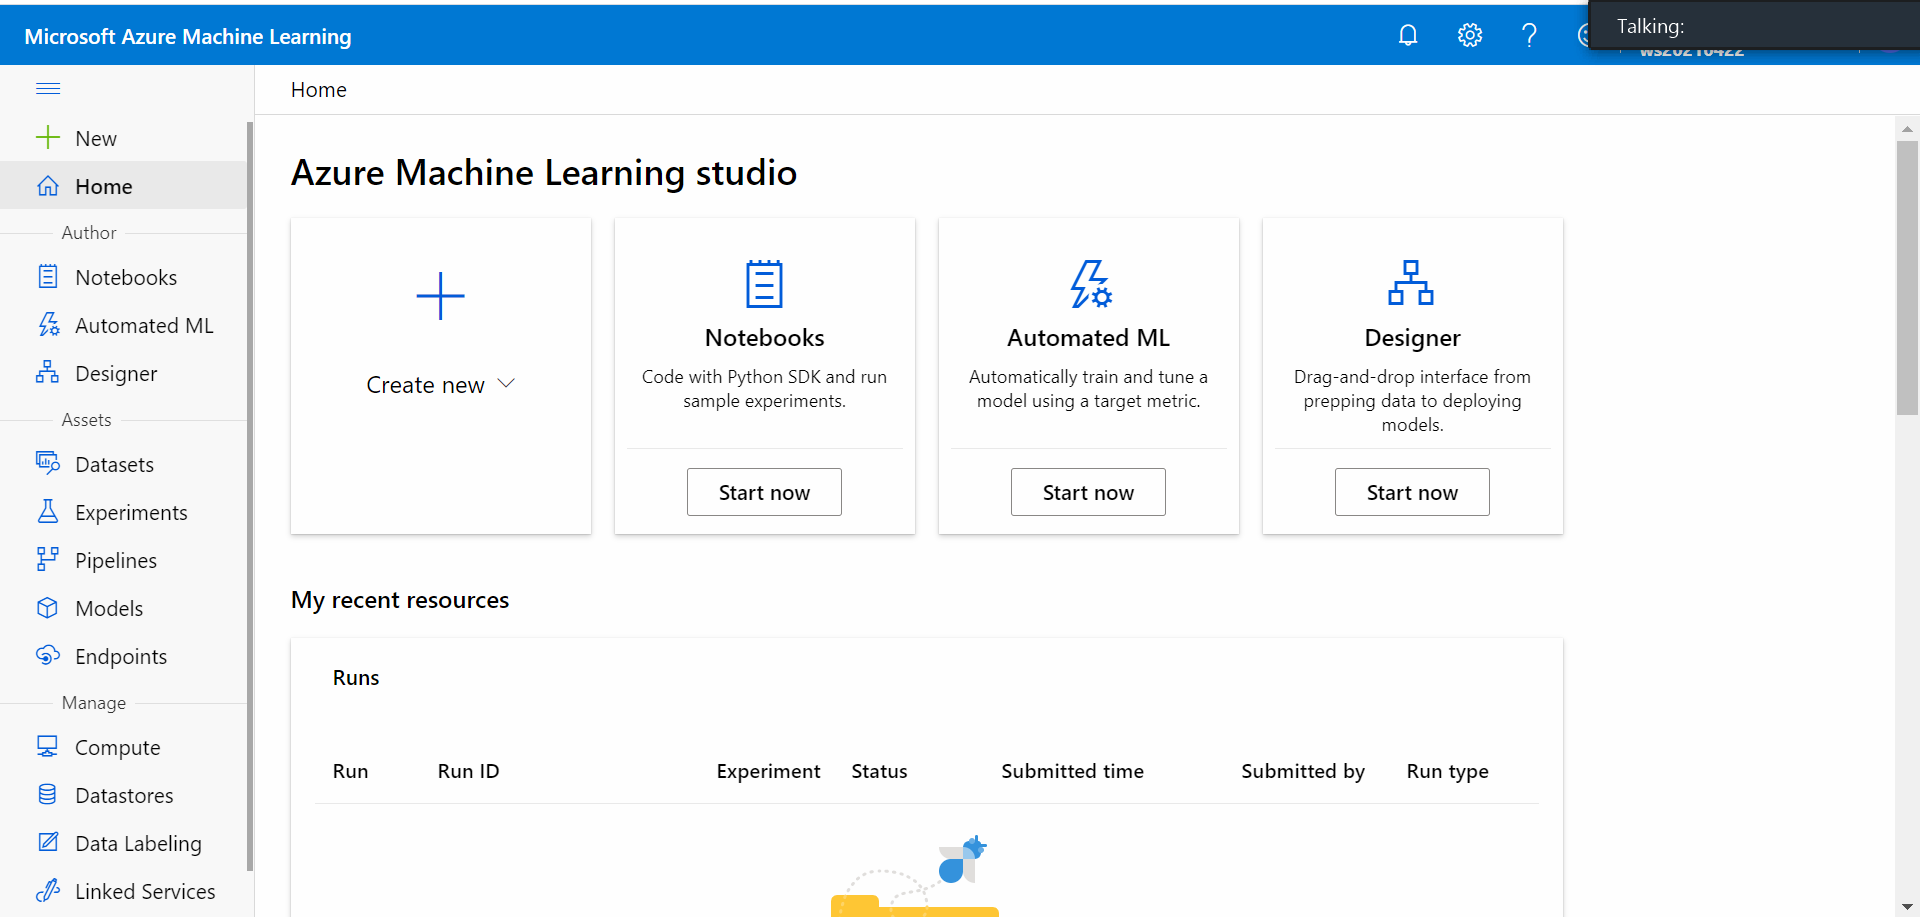 Microsoft Azure Machine Learning
Talking:
ws20210422
Home
New
Home
Author
Notebooks
Automated ML
Designer
Assets
Datasets
Experiments
Pipelines
Models
Endpoints
Manage
Compute
Datastores
Data Labeling
Linked Services
Azure Machine Learning studio
Create new
Notebooks
Code with Python SDK and run
sample experiments.
Start now
Automated ML
Automatically train and tune a
model using a target metric.
Start now
Designer
Drag-and-drop interface from
prepping data to deploying
models.
Start now
My recent resources
Runs
Run Run ID Experiment Status Submitted time Submitted by Run type